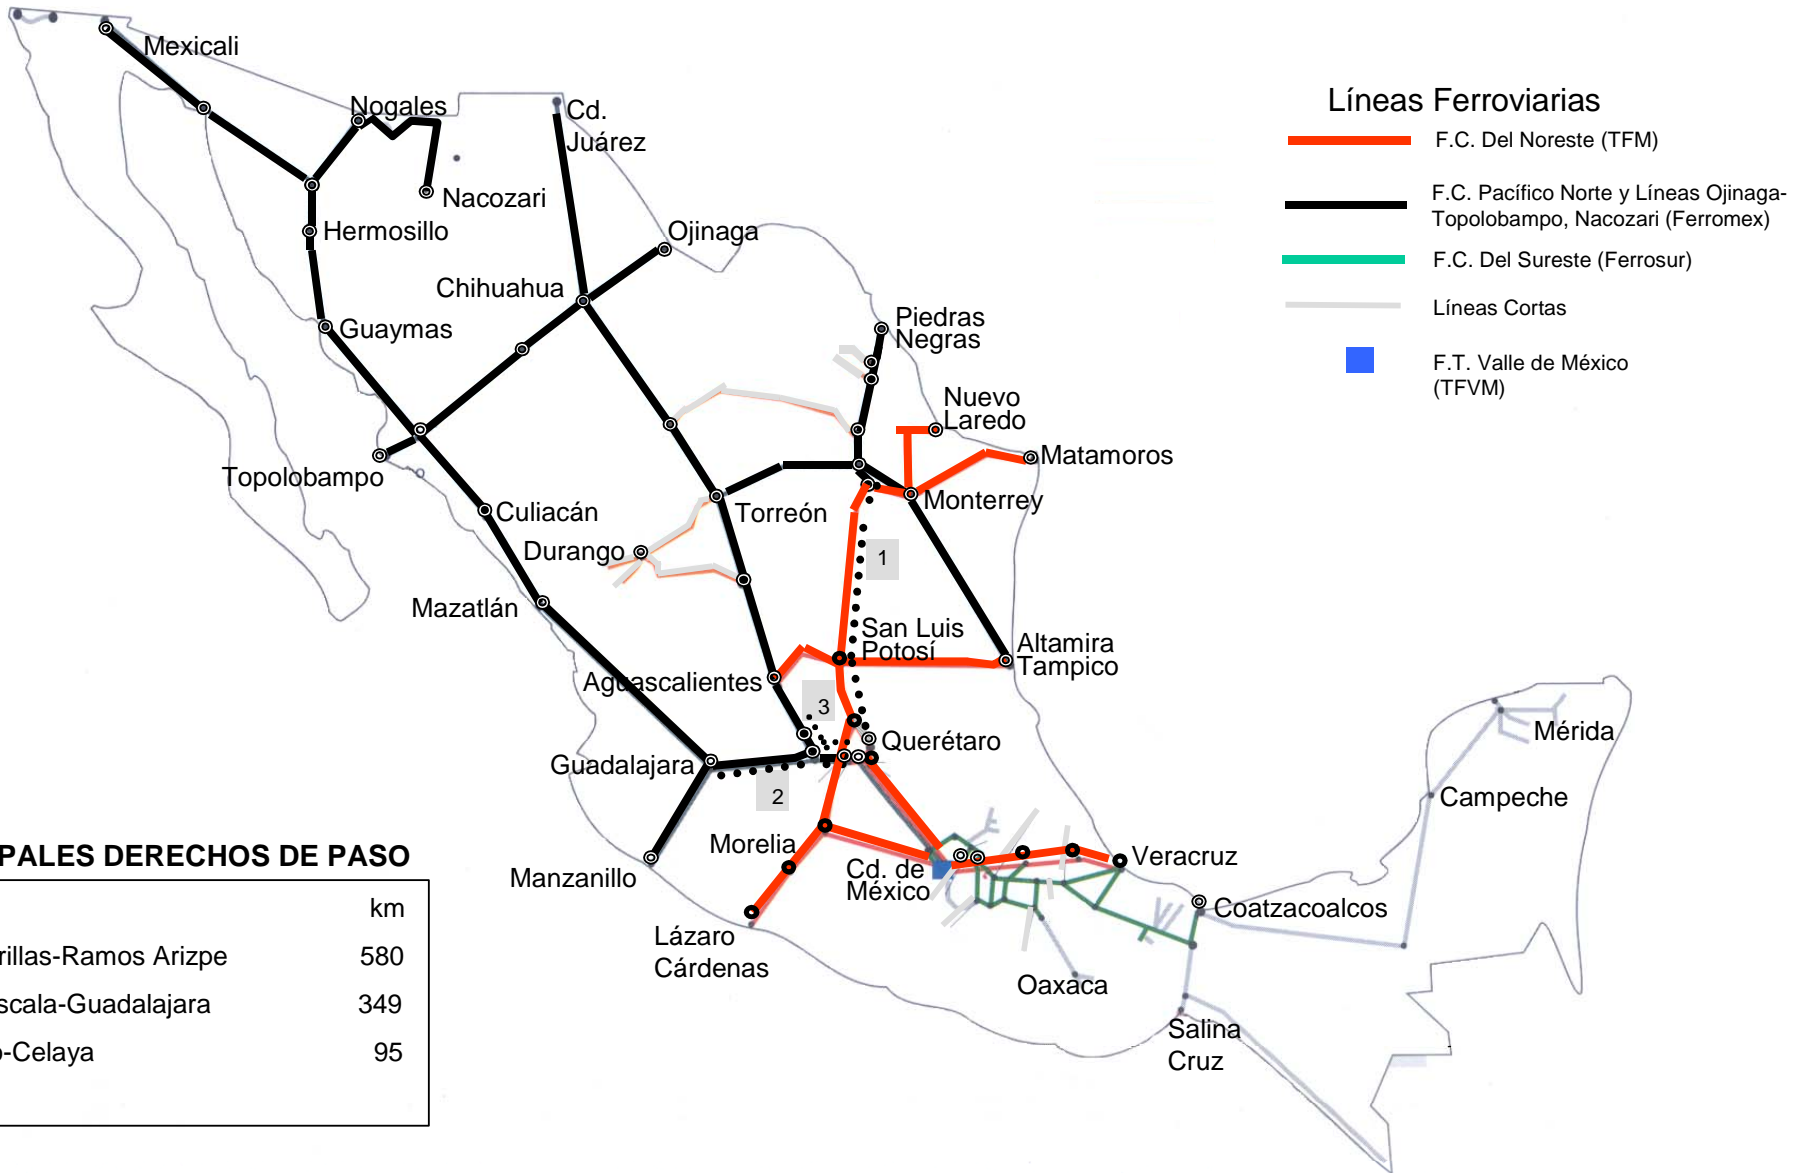 Mexicali
Nogales
Cd.
Juárez
Nacozari
Hermosillo
Ojinaga
Chihuahua
Guaymas
Piedras
Negras
Nuevo
Laredo
Matamoros
Topolobampo
Culiacán
Torreón
Monterrey
Durango
1
Mazatlán
San Luis
Potosí
Altamira
Tampico
Aguascalientes
3
Querétaro
Guadalajara
2
Morelia
Manzanillo
Cd. de
México
Veracruz
Lázaro
Cárdenas
Coatzacoalcos
Oaxaca
Salina
Cruz
Mérida
Campeche
Líneas Ferroviarias
F.C. Del Noreste (TFM)
F.C. Pacífico Norte y Líneas Ojinaga-
Topolobampo, Nacozari (Ferromex)
F.C. Del Sureste (Ferrosur)
Líneas Cortas
F.T. Valle de México
(TFVM)
PALES DERECHOS DE PASO
km
rillas-Ramos Arizpe 580
scala-Guadalajara 349
o-Celaya 95